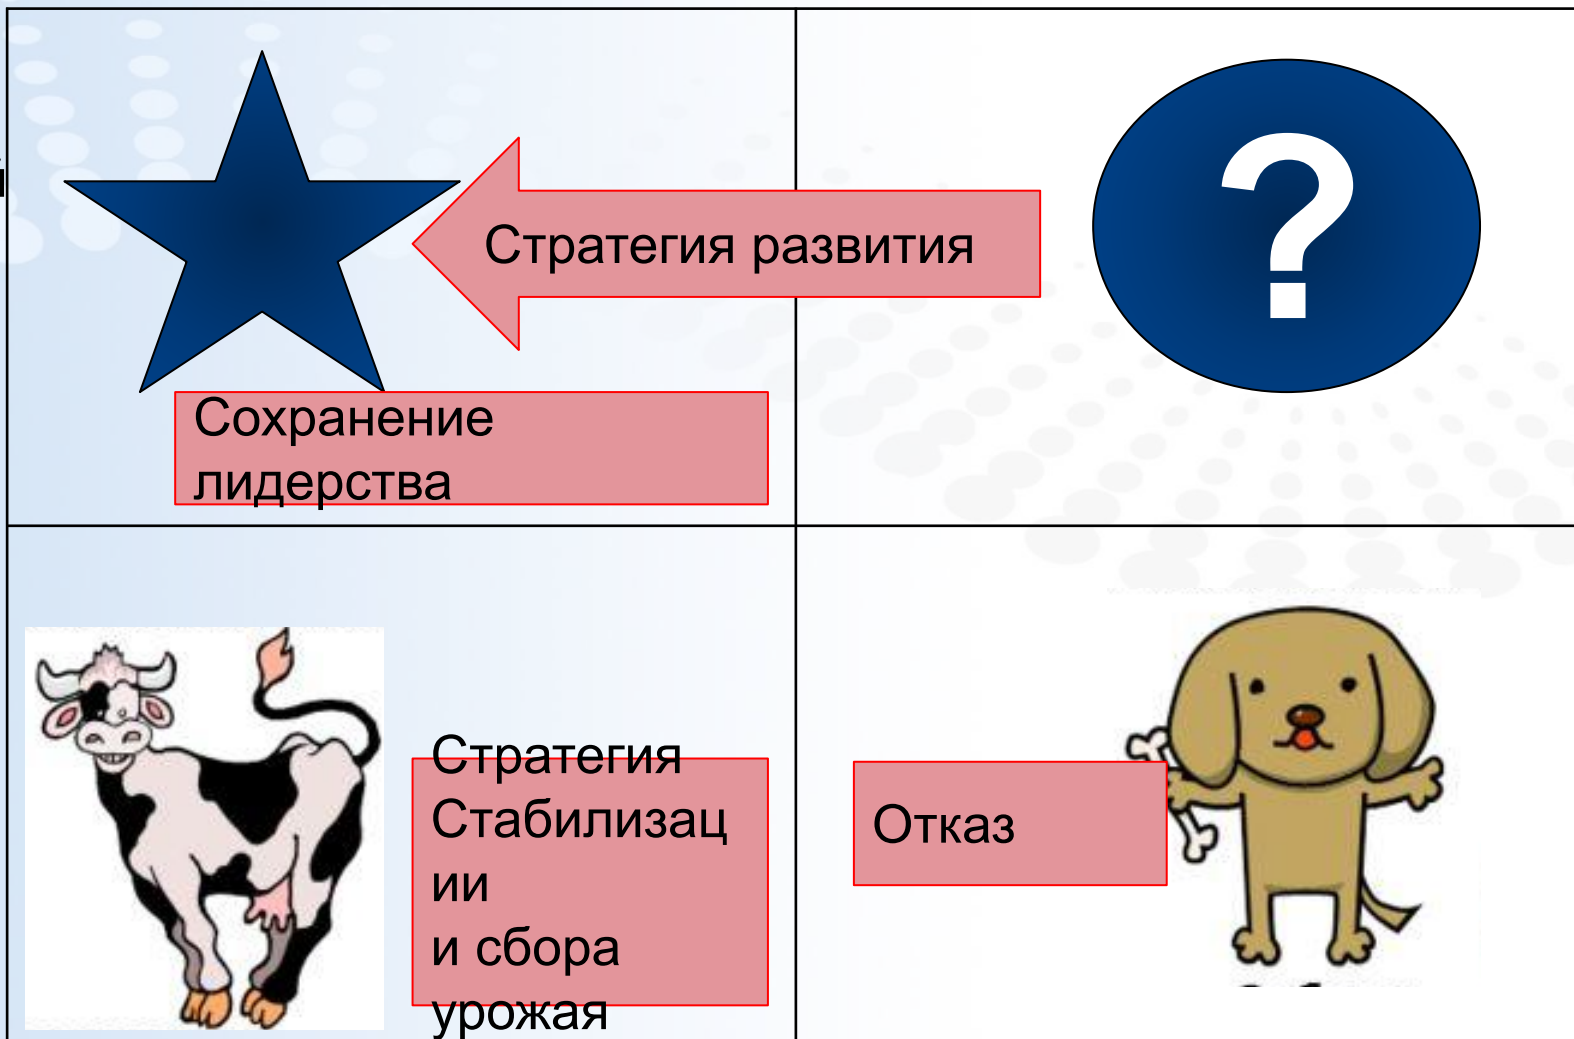 Стратегия развития
?
Сохранение
лидерства
Стратегия
Стабилизац
ии
и сбора
урожая
Отказ